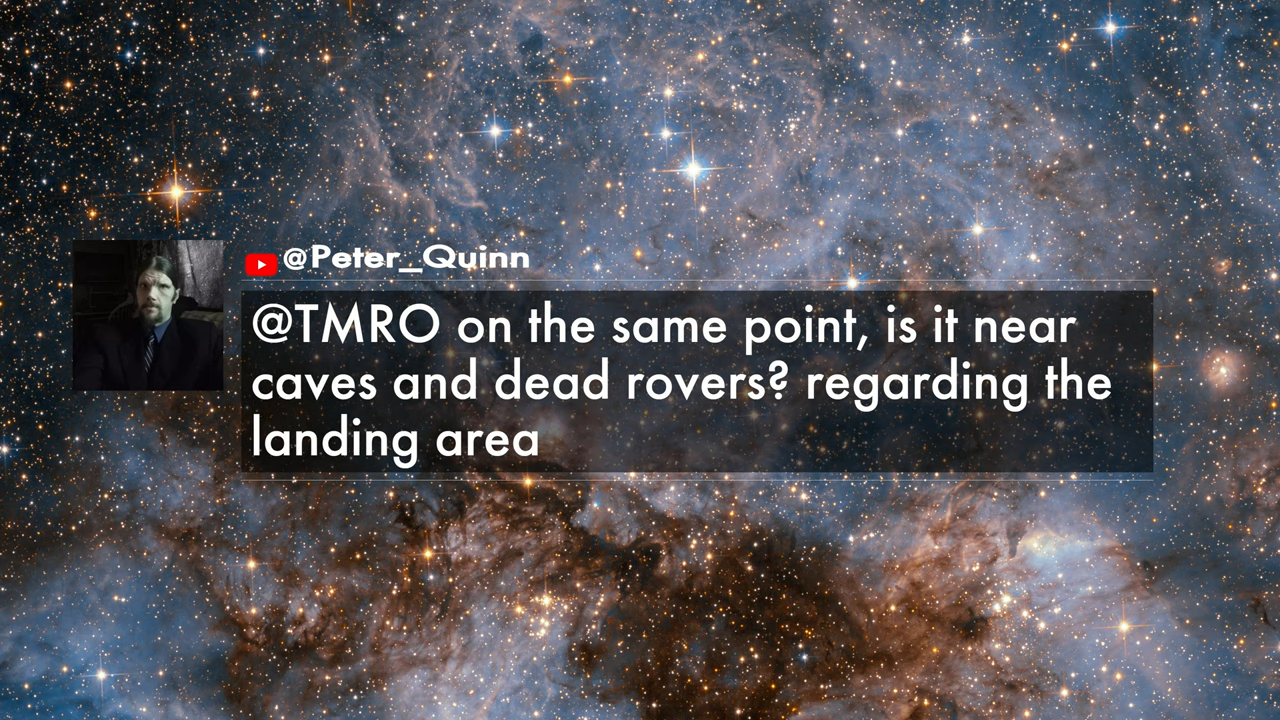 @Peter_Quinn
@TMRO on the same point, is it near
caves and dead rovers? regarding the
landing area